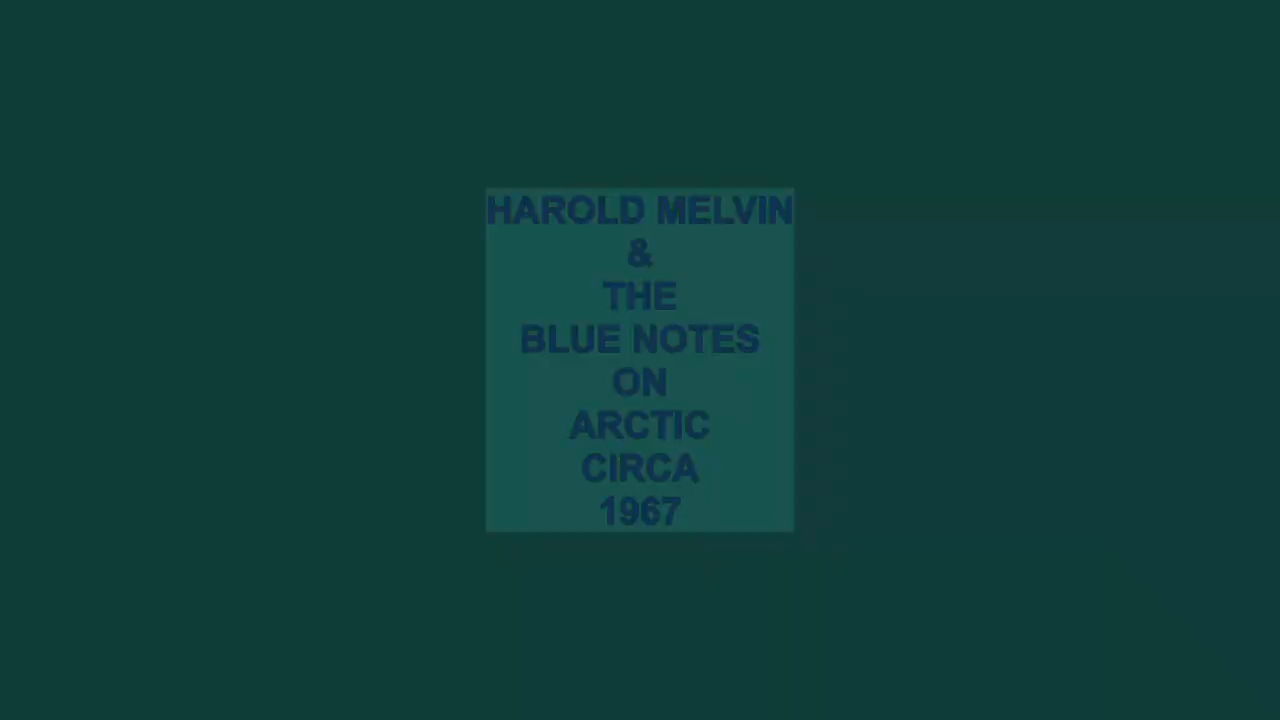 HAROLD MELVIN
&
THE
BLUE NOTES
ON
ARCTIC
CIRCA
1967